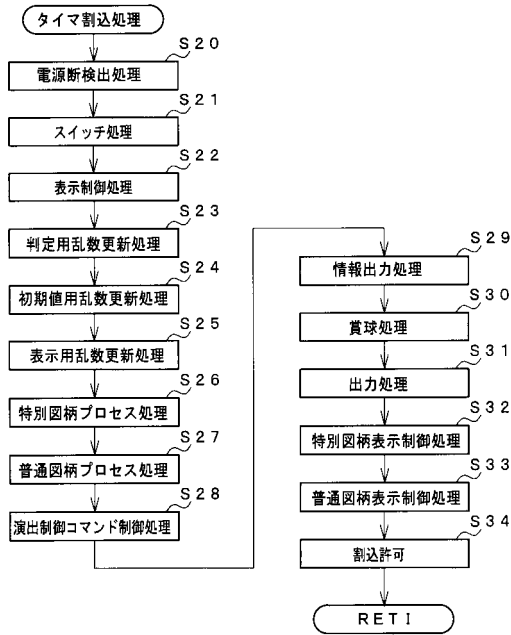 タイマ割込処理
S20
電源断検出処理
S21
スイッチ処理
S22
表示制御処理
S23
判定用乱数更新処理
S24
初期値用乱数更新処理
S25
表示用乱数更新処理
S26
特別図柄プロセス処理
S27
普通図柄プロセス処理
S28
演出制御コマンド制御処理
S29
情報出力処理
S30
賞球処理
S31
出力処理
S32
特別図柄表示制御処理
S33
普通図柄表示制御処理
S34
割込許可
RETI